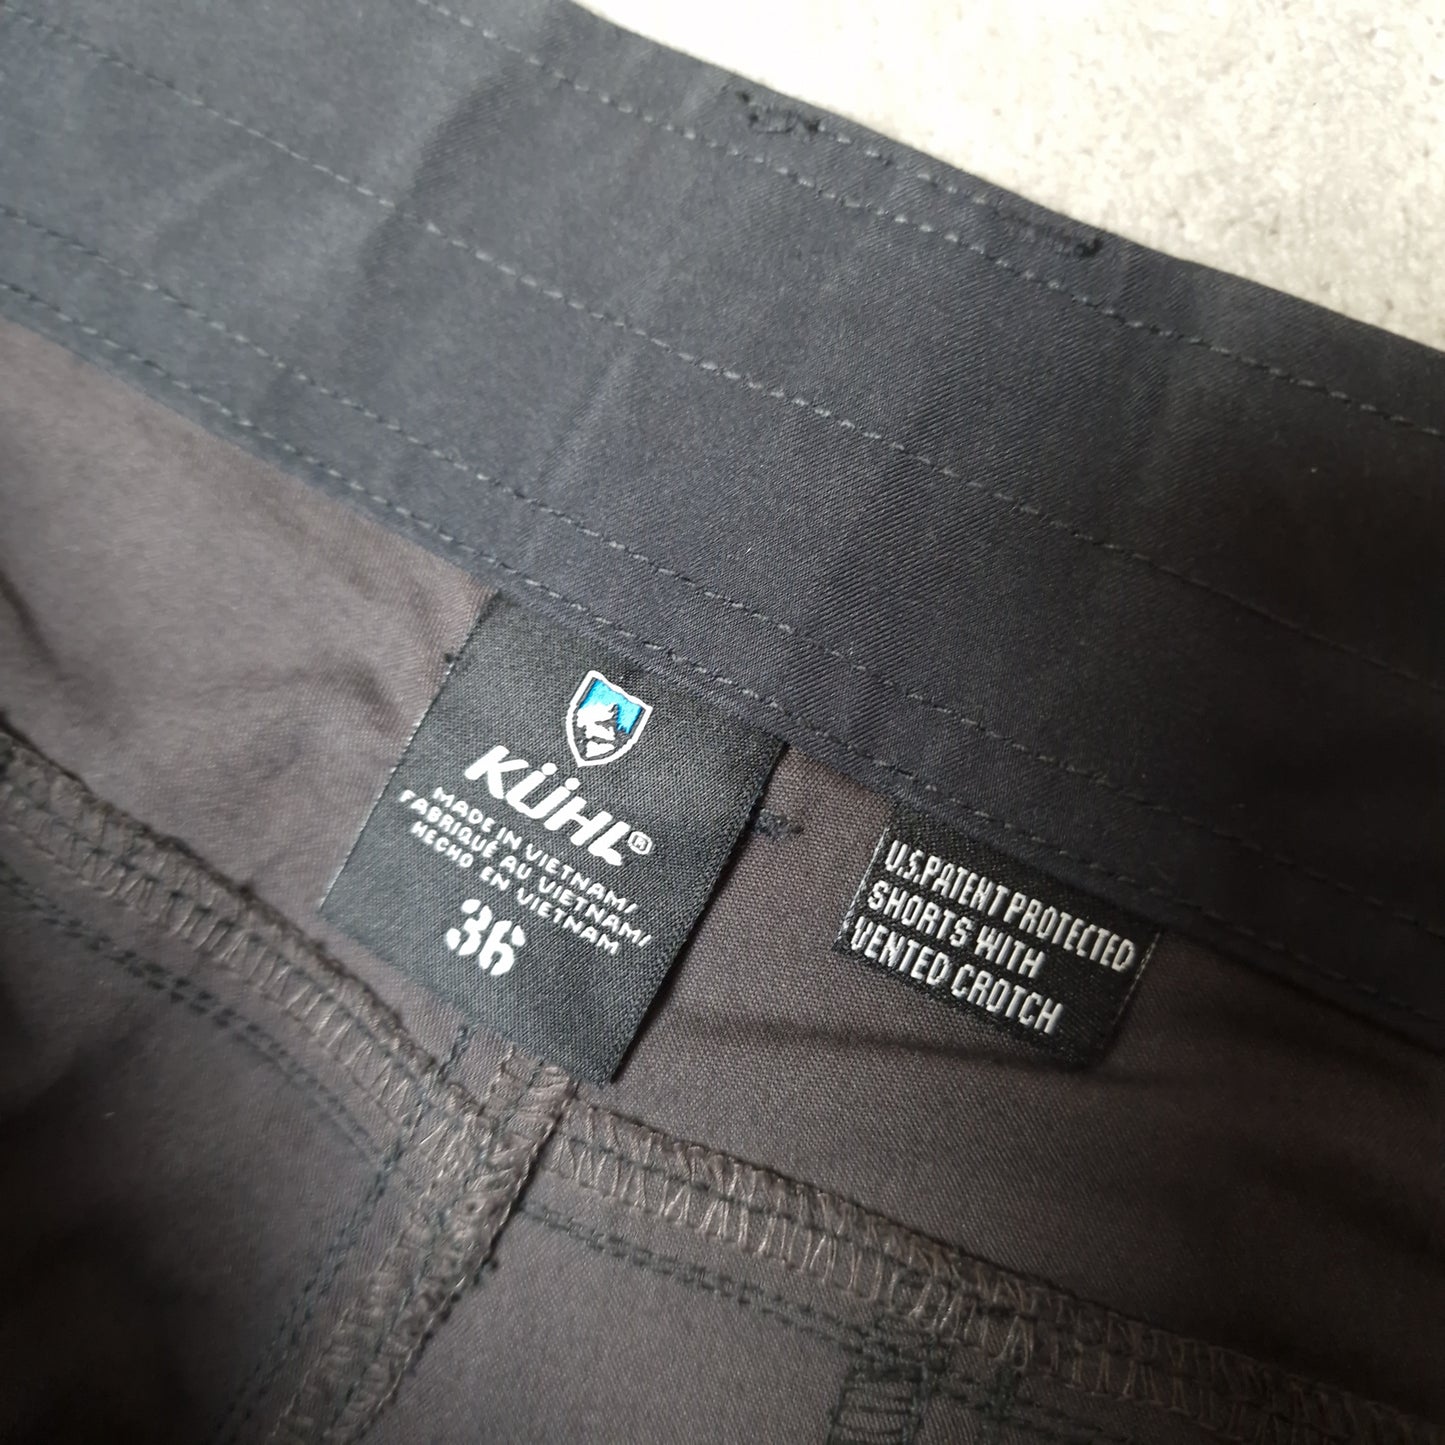 KÜHL®
MADE IN VIETNAM/
FABRIQUÉ AU VIETNAM/
HECHO EN VIETNAM
36
U.S.PATENT PROTECTED
SHORTS WITH
VENTED CROTCH